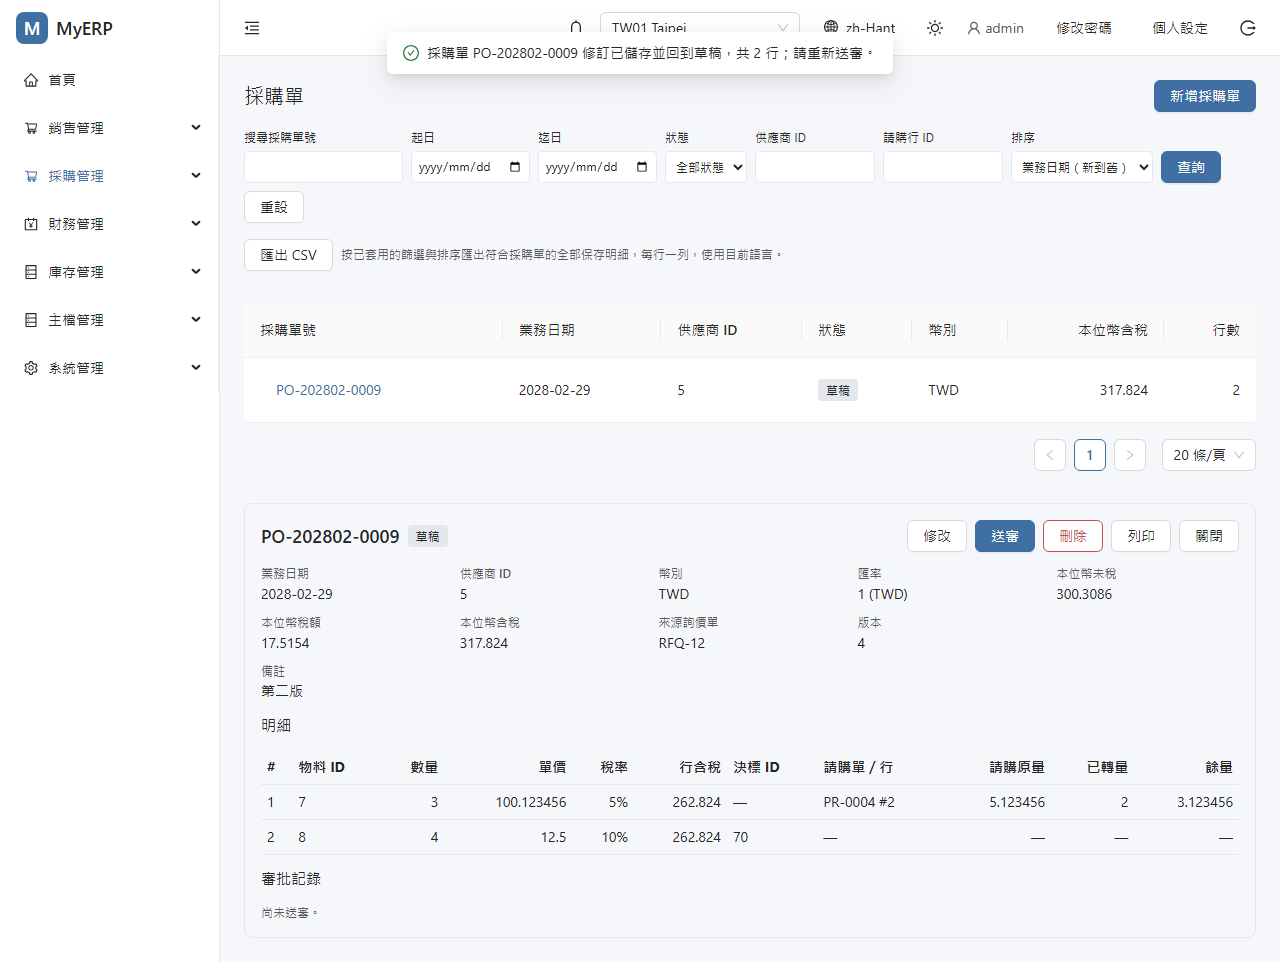 M MyERP
TW01 Taipei
zh-Hant
admin
修改密碼
個人設定
採購單 PO-202802-0009 修訂已儲存並回到草稿，共 2 行；請重新送審。
首頁
銷售管理
採購管理
財務管理
庫存管理
主檔管理
系統管理
採購單
新增採購單
搜尋採購單號 起日 迄日 狀態 供應商 ID 請購行 ID 排序
yyyy/mm/dd yyyy/mm/dd 全部狀態 業務日期（新到舊） 查詢
重設
匯出 CSV 按已套用的篩選與排序匯出符合採購單的全部保存明細，每行一列，使用目前語言。
採購單號 業務日期 供應商 ID 狀態 幣別 本位幣含稅 行數
PO-202802-0009 2028-02-29 5 草稿 TWD 317.824 2
< 1 > 20 條/頁
PO-202802-0009 草稿 修改 送審 刪除 列印 關閉
業務日期 供應商 ID 幣別 匯率 本位幣未稅
2028-02-29 5 TWD 1 (TWD) 300.3086
本位幣稅額 本位幣含稅 來源詢價單 版本
17.5154 317.824 RFQ-12 4
備註
第二版
明細
# 物料 ID 數量 單價 稅率 行含稅 決標 ID 請購單 / 行 請購原量 已轉量 餘量
1 7 3 100.123456 5% 262.824 — PR-0004 #2 5.123456 2 3.123456
2 8 4 12.5 10% 262.824 70 — — — —
審批記錄
尚未送審。